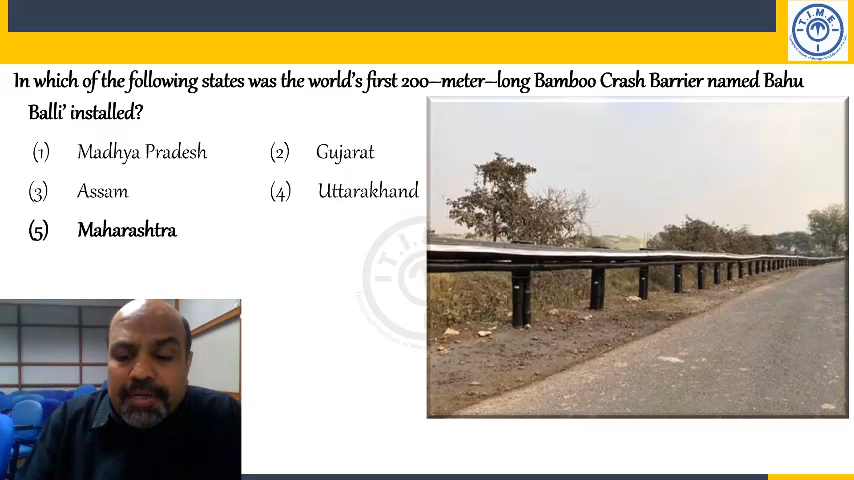 T.I.M.E.
In which of the following states was the world's first 200–meter–long Bamboo Crash Barrier named Bahu
Balli' installed?
(1) Madhya Pradesh (2) Gujarat
(3) Assam (4) Uttarakhand
(5) Maharashtra
T.I.M.E.